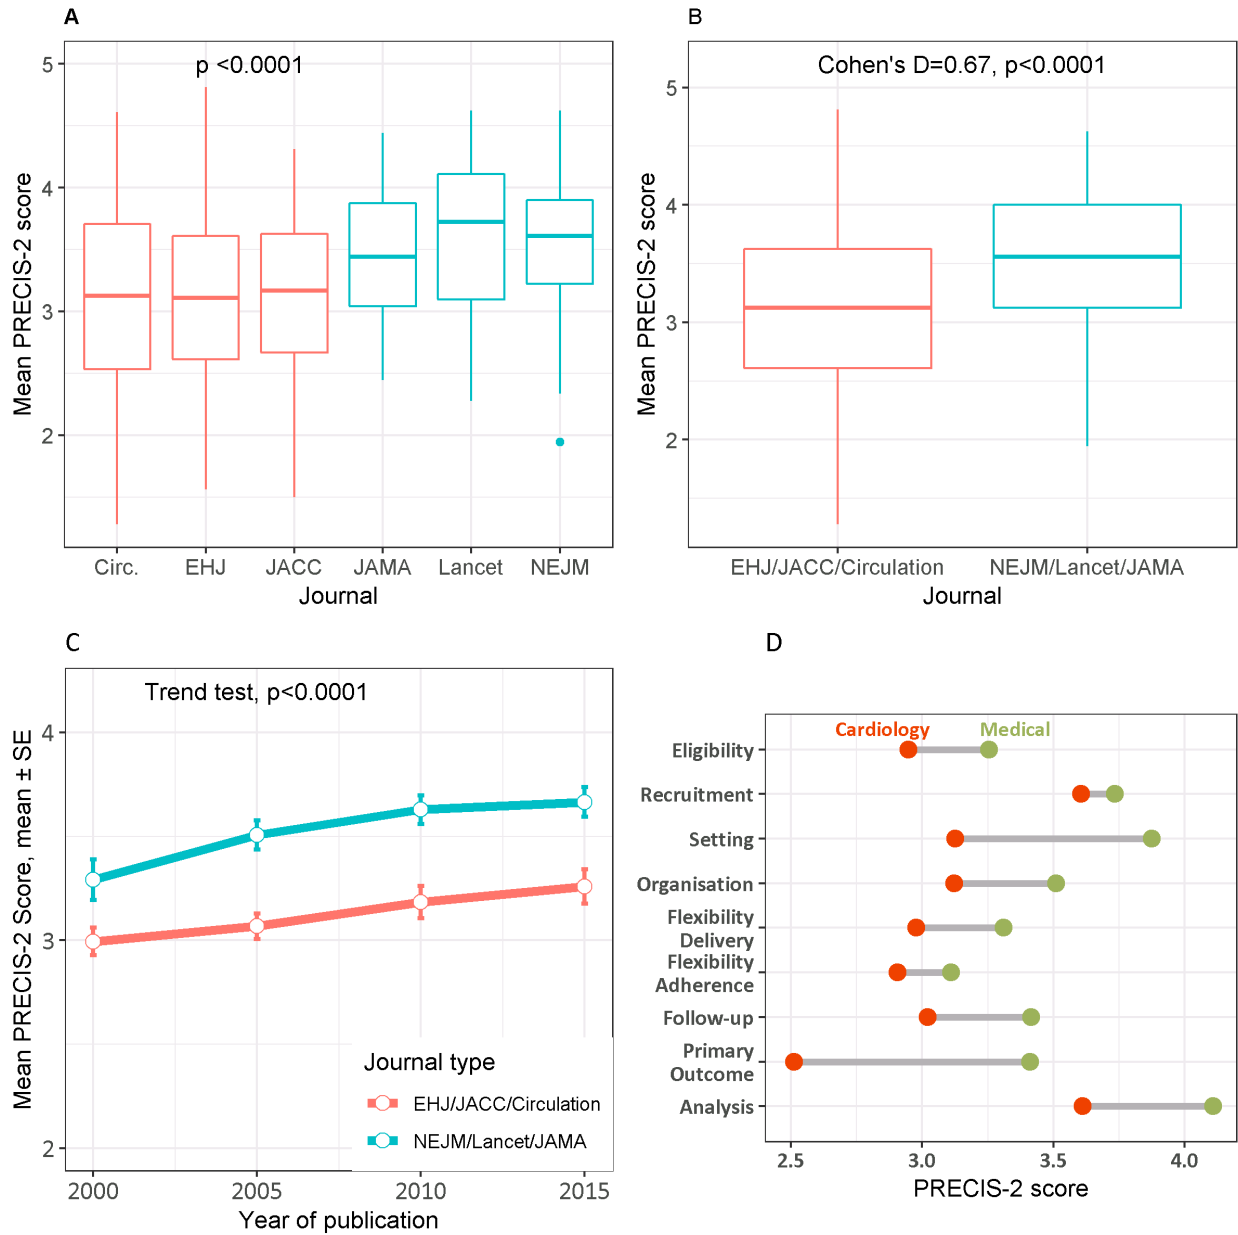 A
p <0.0001
5
4
3
2
Mean PRECIS-2 score
Circ. EHJ JACC JAMA Lancet NEJM
Journal
B
Cohen's D=0.67, p<0.0001
5
4
3
2
Mean PRECIS-2 score
EHJ/JACC/Circulation NEJM/Lancet/JAMA
Journal
C
Trend test, p<0.0001
4
3
2
Mean PRECIS-2 Score, mean ± SE
Journal type
EHJ/JACC/Circulation
NEJM/Lancet/JAMA
2000 2005 2010 2015
Year of publication
D
Cardiology Medical
Eligibility
Recruitment
Setting
Organisation
Flexibility
Delivery
Flexibility
Adherence
Follow-up
Primary
Outcome
Analysis
2.5 3.0 3.5 4.0
PRECIS-2 score